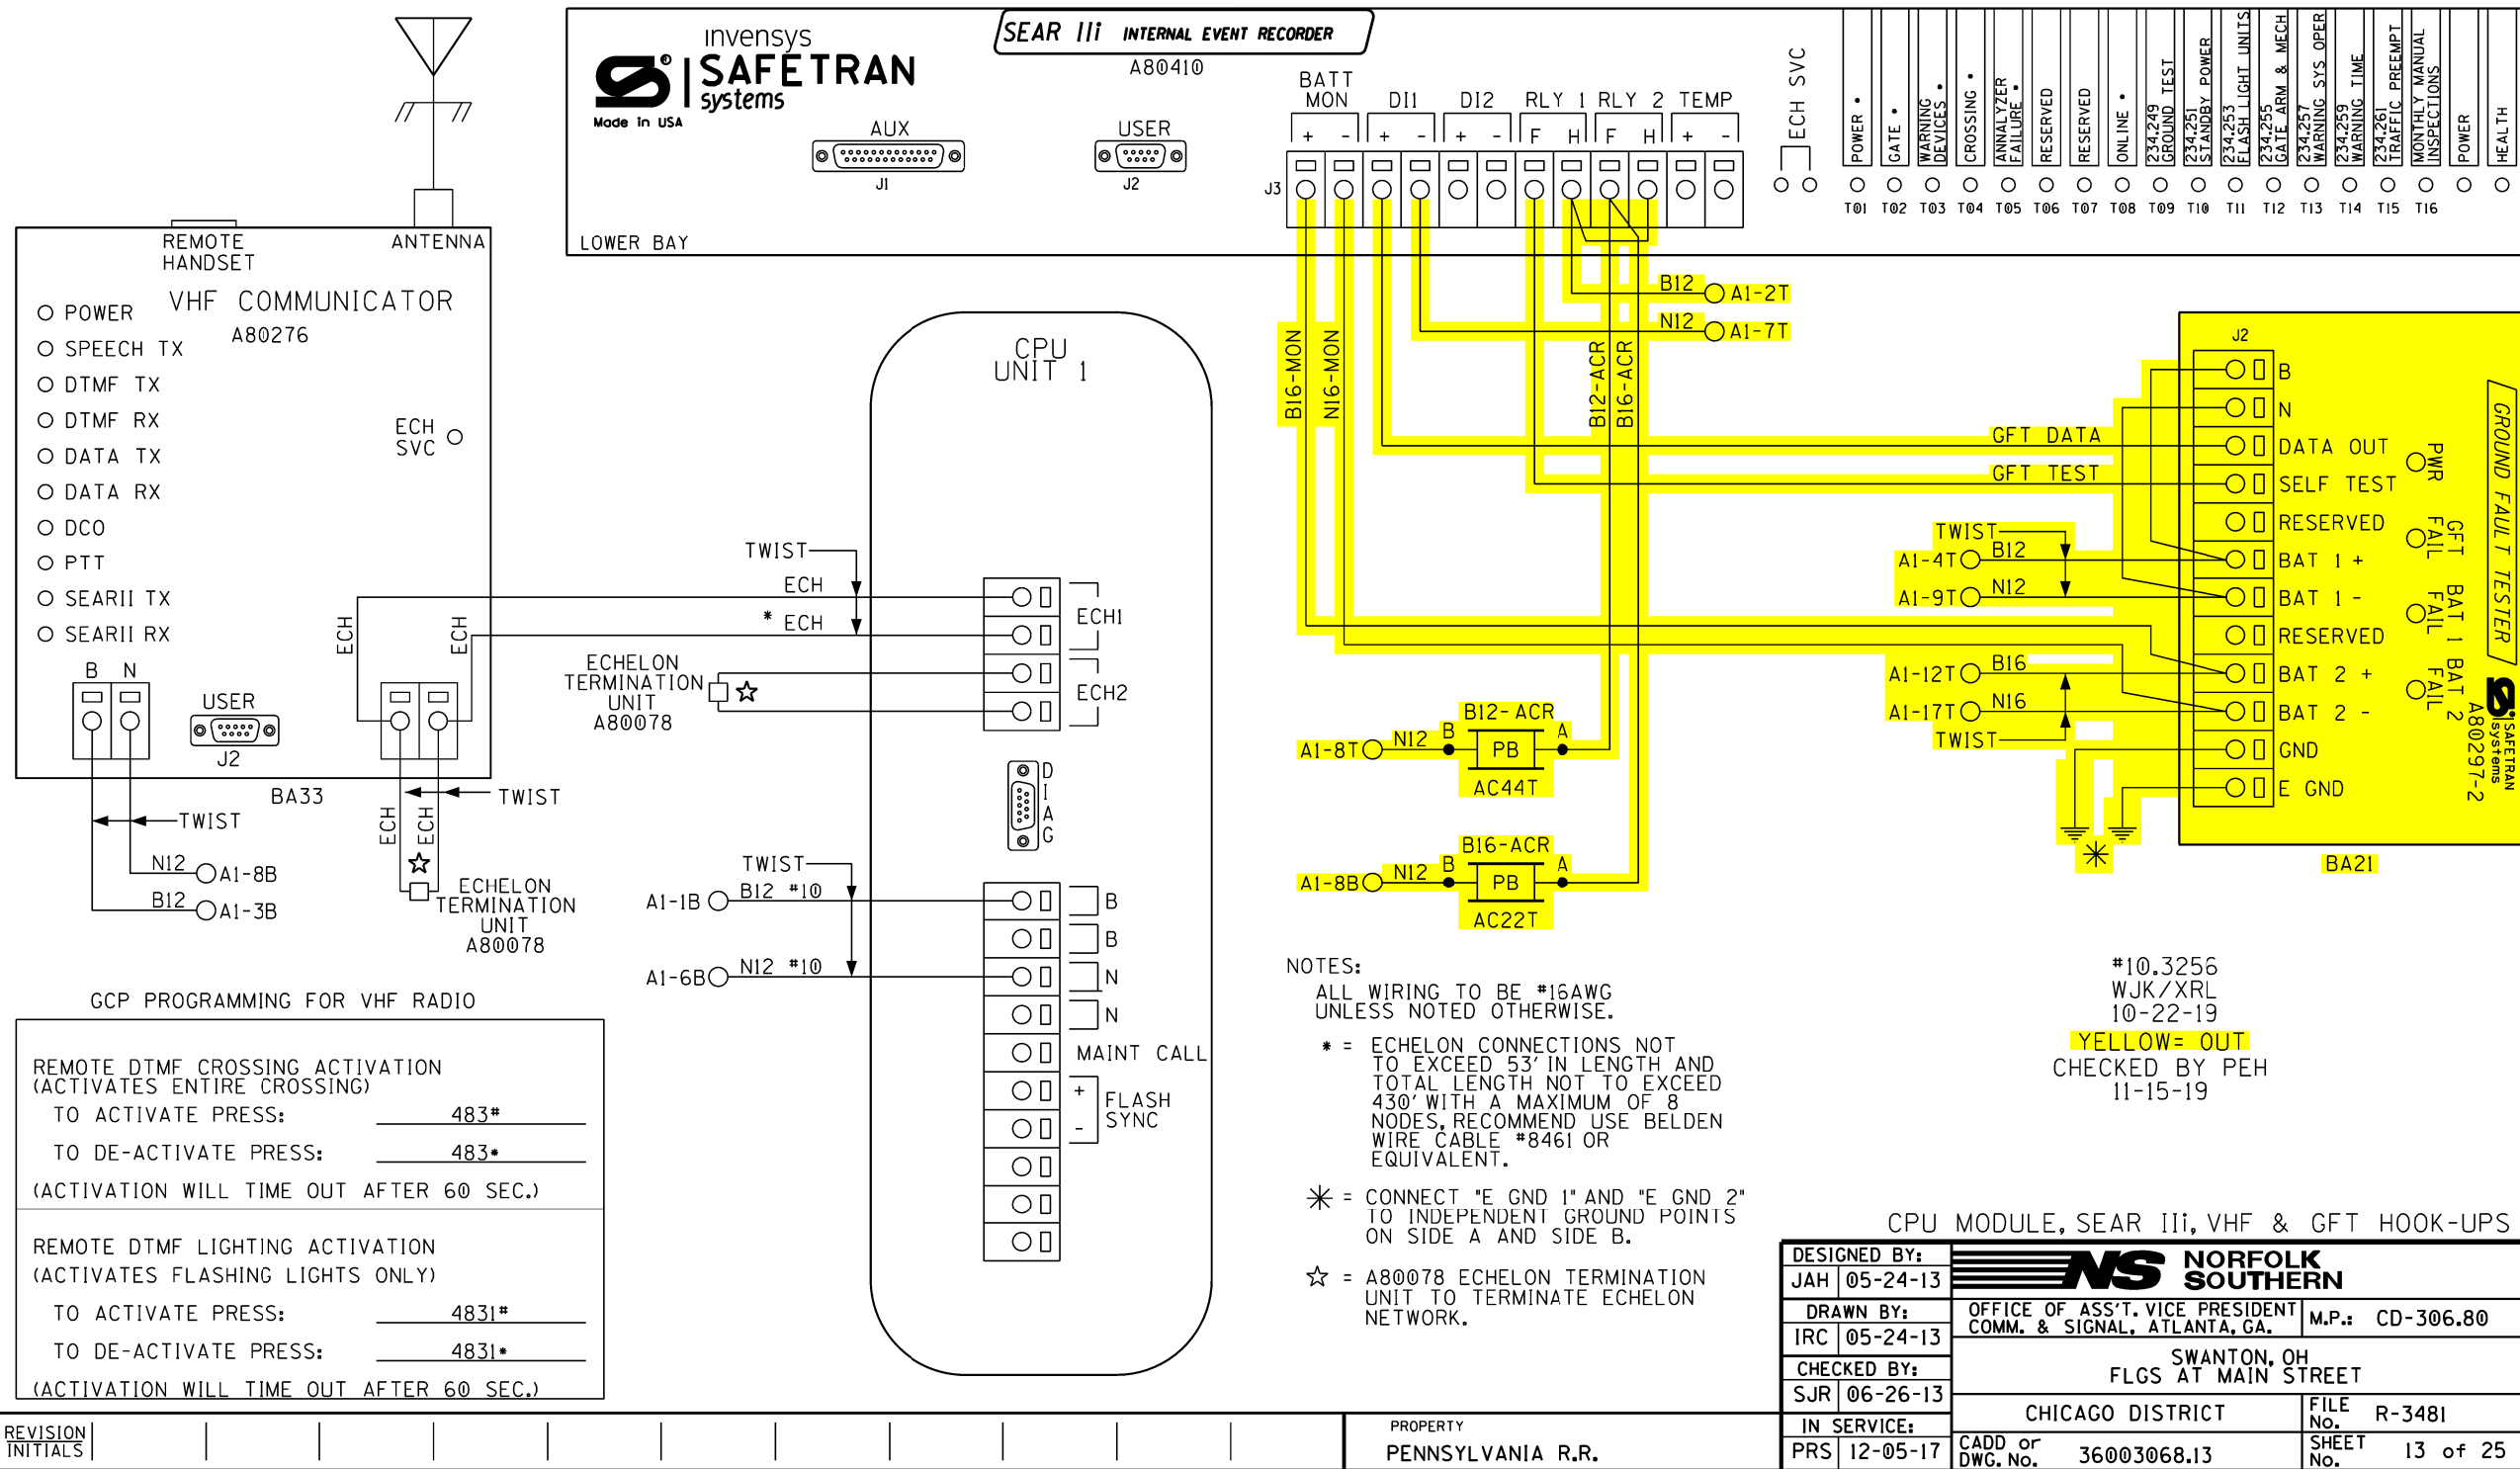 invensys
SAFETRAN
systems
Made in USA
SEAR IIIi INTERNAL EVENT RECORDER
A80410
AUX
J1
USER
J2
LOWER BAY
BATT
MON
DI1
DI2
RLY 1
RLY 2
TEMP
+ - + - + - F H F H + -
J3
ECH SVC
POWER •
GATE •
WARNING
DEVICES •
CROSSING •
ANNALYZER
FAILURE •
RESERVED
RESERVED
ONLINE •
234.249
GROUND TEST
234.251
STANDBY POWER
234.253
FLASH LIGHT UNITS
234.255
GATE ARM & MECH
234.257
WARNING SYS OPER
234.259
WARNING TIME
234.261
TRAFFIC PREEMPT
MONTHLY MANUAL
INSPECTIONS
POWER
HEALTH
T01 T02 T03 T04 T05 T06 T07 T08 T09 T10 T11 T12 T13 T14 T15 T16
REMOTE
HANDSET
ANTENNA
VHF COMMUNICATOR
A80276
POWER
SPEECH TX
DTMF TX
DTMF RX
DATA TX
DATA RX
DCO
PTT
SEARII TX
SEARII RX
ECH
SVC
B N
USER
J2
ECH
ECH
BA33
TWIST
TWIST
ECH
ECH
N12 A1-8B
B12 A1-3B
ECHELON
TERMINATION
UNIT
A80078
CPU
UNIT 1
TWIST
ECH
* ECH
ECH1
ECH2
ECHELON
TERMINATION
UNIT
A80078
DIAG
TWIST
A1-1B B12 #10
A1-6B N12 #10
B
B
N
N
MAINT CALL
+
-
FLASH
SYNC
B12 A1-2T
N12 A1-7T
B16-MON
N16-MON
B12-ACR
B16-ACR
GFT DATA
GFT TEST
TWIST
A1-4T B12
A1-9T N12
A1-12T B16
A1-17T N16
TWIST
B12-ACR
A1-8T N12 B PB A
AC44T
B16-ACR
A1-8B N12 B PB A
AC22T
J2
B
N
DATA OUT
SELF TEST
RESERVED
BAT 1 +
BAT 1 -
RESERVED
BAT 2 +
BAT 2 -
GND
E GND
PWR
GFT
FAIL
BAT 1
FAIL
BAT 2
FAIL
GROUND FAULT TESTER
A80297-2
SAFETRAN
systems
BA21
GCP PROGRAMMING FOR VHF RADIO
REMOTE DTMF CROSSING ACTIVATION
(ACTIVATES ENTIRE CROSSING)
TO ACTIVATE PRESS: 483#
TO DE-ACTIVATE PRESS: 483*
(ACTIVATION WILL TIME OUT AFTER 60 SEC.)
REMOTE DTMF LIGHTING ACTIVATION
(ACTIVATES FLASHING LIGHTS ONLY)
TO ACTIVATE PRESS: 4831#
TO DE-ACTIVATE PRESS: 4831*
(ACTIVATION WILL TIME OUT AFTER 60 SEC.)
NOTES:
ALL WIRING TO BE #16AWG
UNLESS NOTED OTHERWISE.
* = ECHELON CONNECTIONS NOT
TO EXCEED 53' IN LENGTH AND
TOTAL LENGTH NOT TO EXCEED
430' WITH A MAXIMUM OF 8
NODES, RECOMMEND USE BELDEN
WIRE CABLE #8461 OR
EQUIVALENT.
= CONNECT "E GND 1" AND "E GND 2"
TO INDEPENDENT GROUND POINTS
ON SIDE A AND SIDE B.
☆ = A80078 ECHELON TERMINATION
UNIT TO TERMINATE ECHELON
NETWORK.
#10.3256
WJK/XRL
10-22-19
YELLOW= OUT
CHECKED BY PEH
11-15-19
CPU MODULE, SEAR IIi, VHF & GFT HOOK-UPS
DESIGNED BY:
JAH 05-24-13
DRAWN BY:
IRC 05-24-13
CHECKED BY:
SJR 06-26-13
IN SERVICE:
PRS 12-05-17
NS NORFOLK
SOUTHERN
OFFICE OF ASS'T. VICE PRESIDENT
COMM. & SIGNAL, ATLANTA, GA.
M.P.: CD-306.80
SWANTON, OH
FLGS AT MAIN STREET
CHICAGO DISTRICT
FILE
No. R-3481
CADD or
DWG. No. 36003068.13
SHEET
No. 13 of 25
REVISION
INITIALS
PROPERTY
PENNSYLVANIA R.R.